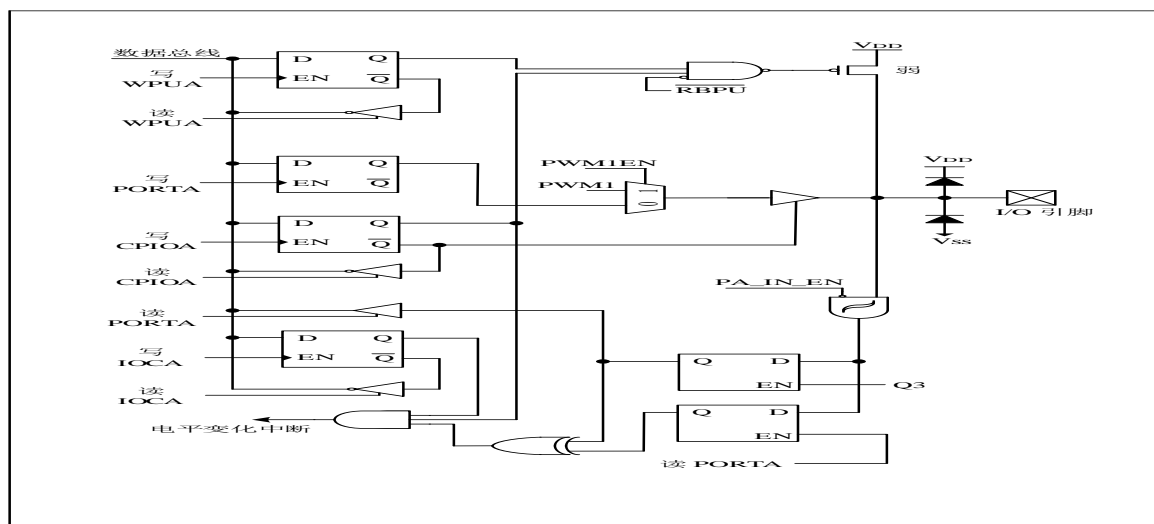 数据总线
D Q
写
WPUA
EN Q
读
WPUA
VDD
弱
RBPU
D Q
写
PORTA
EN Q
PWM1EN
PWM1
0 1
VDD
I/O 引脚
VSS
D Q
写
CPIOA
EN Q
读
CPIOA
PA_IN_EN
读
PORTA
D Q
写
IOCA
EN Q
读
IOCA
Q D
EN
Q3
Q D
EN
电平变化中断
读 PORTA